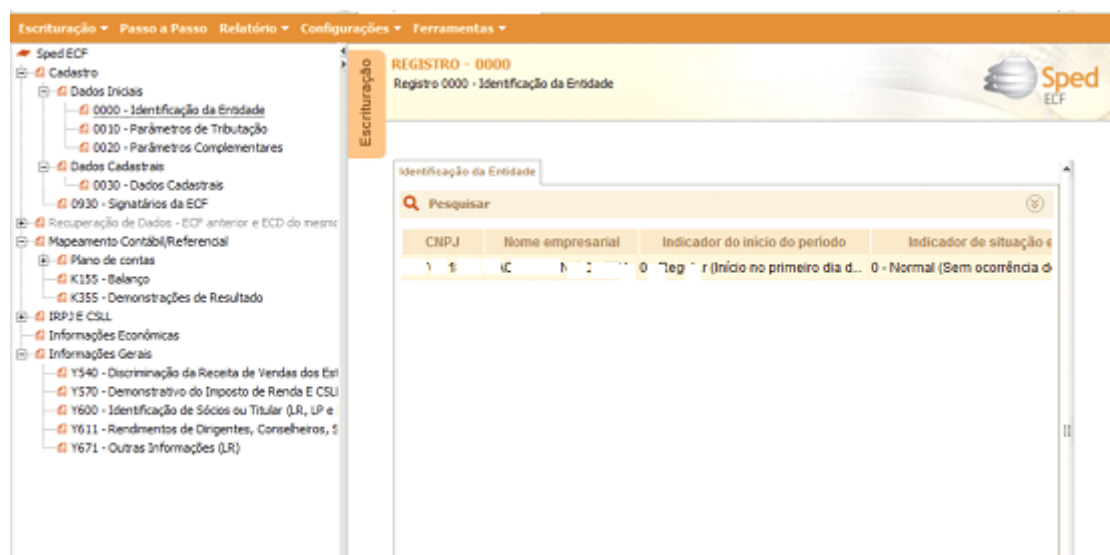 Escrituração Passo a Passo Relatório Configurações Ferramentas
Sped ECF
Cadastro
Dados Iniciais
0000 - Identificação da Entidade
0010 - Parâmetros de Tributação
0020 - Parâmetros Complementares
Dados Cadastrais
0030 - Dados Cadastrais
0930 - Signatários da ECF
Recuperação de Dados - ECF anterior e ECD do mesmo
Mapeamento Contábil/Referencial
Plano de contas
K155 - Balanço
K355 - Demonstrações de Resultado
IRPJ E CSLL
Informações Econômicas
Informações Gerais
Y540 - Discriminação da Receita de Vendas dos Est
Y570 - Demonstrativo do Imposto de Renda E CSLL
Y600 - Identificação de Sócios ou Titular (LR, LP e
Y611 - Rendimentos de Dirigentes, Conselheiros, S
Y671 - Outras Informações (LR)
Escrituração
REGISTRO - 0000
Registro 0000 - Identificação da Entidade
Sped
ECF
Identificação da Entidade
Pesquisar
CNPJ Nome empresarial Indicador do início do período Indicador de situação e
0 (Início no primeiro dia d... 0 - Normal (Sem ocorrência d